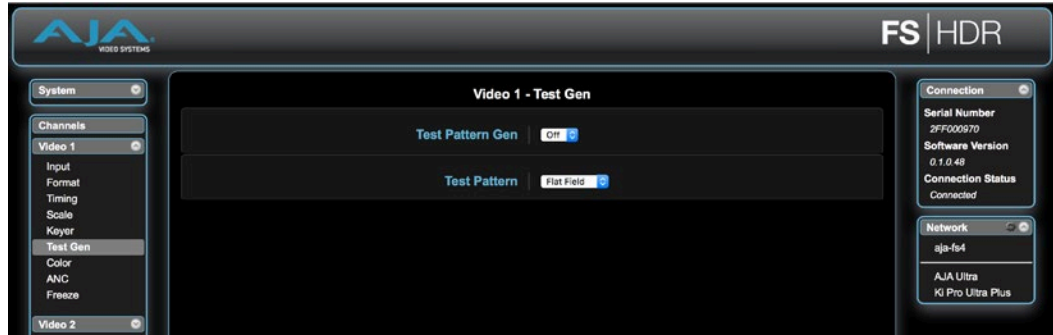 AJA
VIDEO SYSTEMS
FS|HDR
System
Channels
Video 1
Input
Format
Timing
Scale
Keyer
Test Gen
Color
ANC
Freeze
Video 2
Video 1 - Test Gen
Test Pattern Gen Off
Test Pattern Flat Field
Connection
Serial Number
2FF000970
Software Version
0.1.0.48
Connection Status
Connected
Network
aja-fs4
AJA Ultra
Ki Pro Ultra Plus